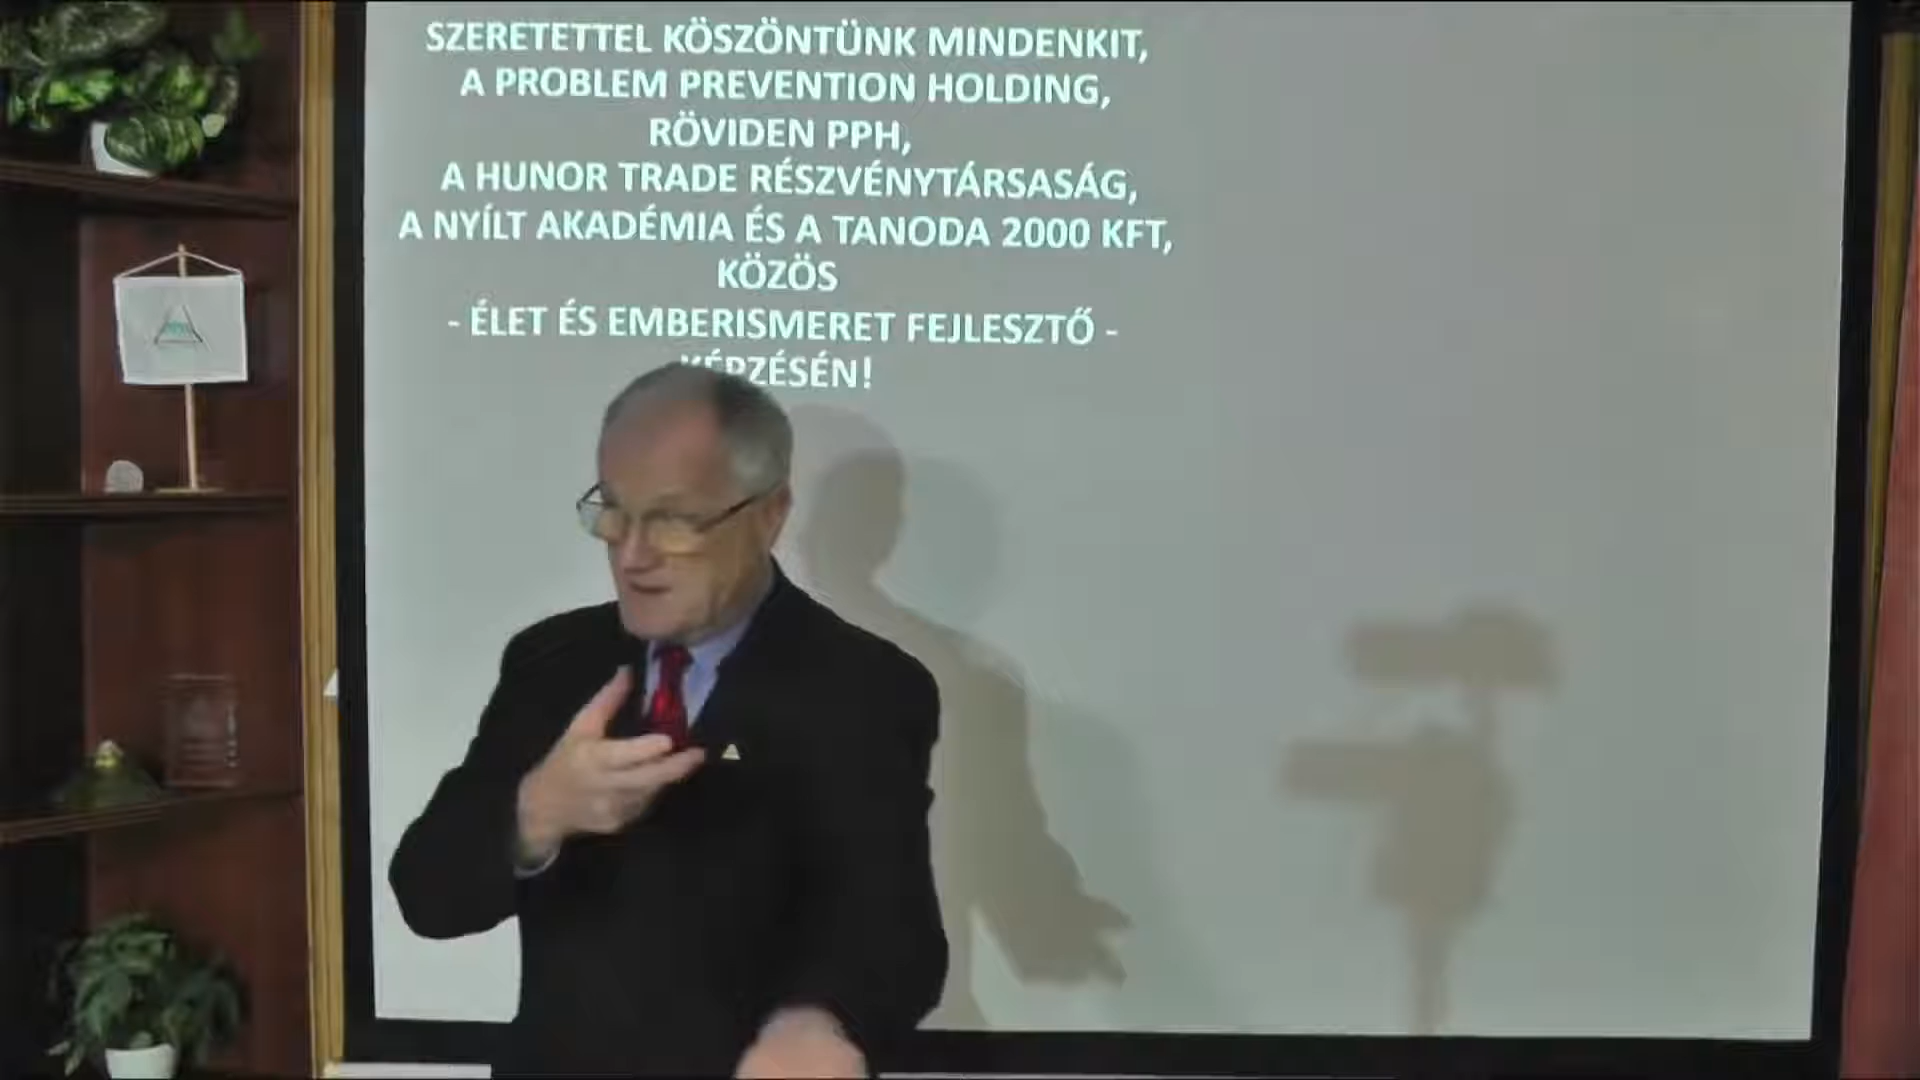 SZERETETTEL KÖSZÖNTÜNK MINDENKIT,
A PROBLEM PREVENTION HOLDING,
RÖVIDEN PPH,
A HUNOR TRADE RÉSZVÉNYTÁRSASÁG,
A NYÍLT AKADÉMIA ÉS A TANODA 2000 KFT,
KÖZÖS
- ÉLET ÉS EMBERISMERET FEJLESZTŐ -
KÉPZÉSÉN!